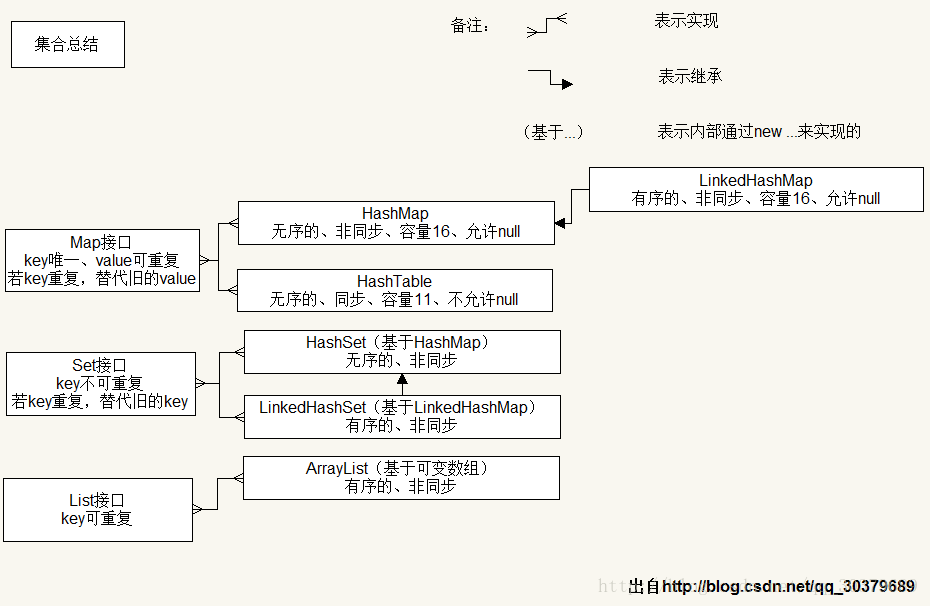 集合总结
备注：
表示实现
表示继承
（基于...）
表示内部通过new ...来实现的
LinkedHashMap
有序的、非同步、容量16、允许null
HashMap
无序的、非同步、容量16、允许null
Map接口
key唯一、value可重复
若key重复，替代旧的value
HashTable
无序的、同步、容量11、不允许null
HashSet（基于HashMap）
无序的、非同步
Set接口
key不可重复
若key重复，替代旧的key
LinkedHashSet（基于LinkedHashMap）
有序的、非同步
ArrayList（基于可变数组）
有序的、非同步
List接口
key可重复
出自http://blog.csdn.net/qq_30379689